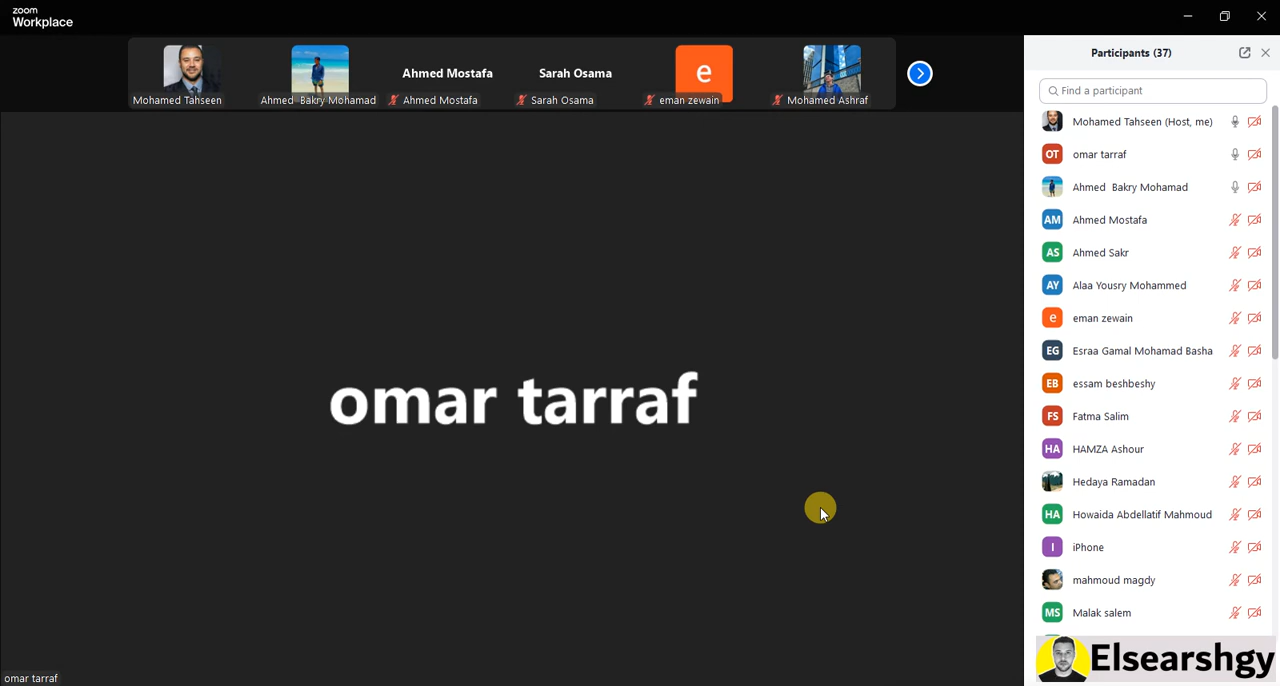 zoom
Workplace
Mohamed Tahseen
Ahmed Bakry Mohamad
Ahmed Mostafa
Ahmed Mostafa
Sarah Osama
Sarah Osama
e
eman zewain
Mohamed Ashraf
omar tarraf
omar tarraf
Participants (37)
Find a participant
Mohamed Tahseen (Host, me)
OT omar tarraf
Ahmed Bakry Mohamad
AM Ahmed Mostafa
AS Ahmed Sakr
AY Alaa Yousry Mohammed
e eman zewain
EG Esraa Gamal Mohamad Basha
EB essam beshbeshy
FS Fatma Salim
HA HAMZA Ashour
Hedaya Ramadan
HA Howaida Abdellatif Mahmoud
I iPhone
mahmoud magdy
MS Malak salem
Elsearshgy